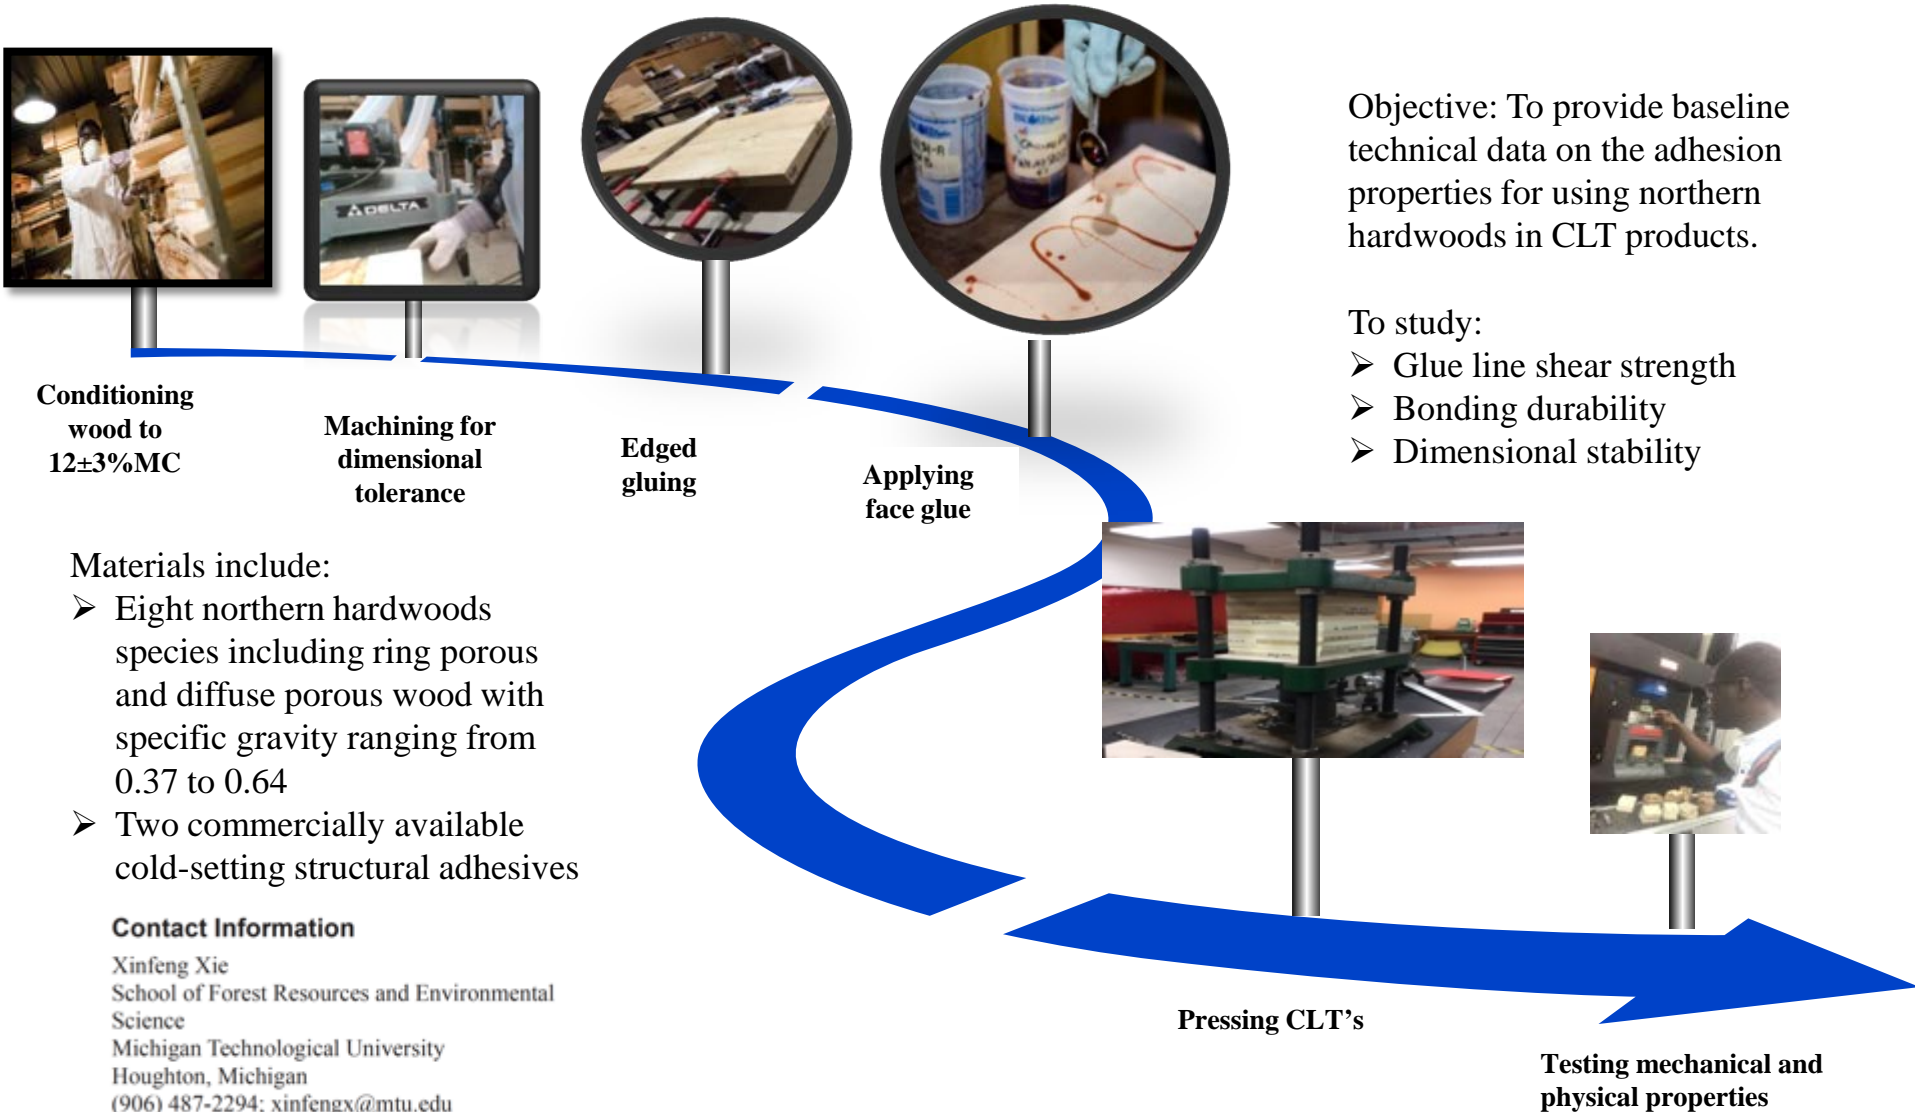 Objective: To provide baseline
technical data on the adhesion
properties for using northern
hardwoods in CLT products.
To study:
➢ Glue line shear strength
➢ Bonding durability
➢ Dimensional stability
DELTA
Conditioning
wood to
12±3%MC
Machining for
dimensional
tolerance
Edged
gluing
Applying
face glue
Materials include:
➢ Eight northern hardwoods
species including ring porous
and diffuse porous wood with
specific gravity ranging from
0.37 to 0.64
➢ Two commercially available
cold-setting structural adhesives
Contact Information
Xinfeng Xie
School of Forest Resources and Environmental
Science
Michigan Technological University
Houghton, Michigan
(906) 487-2294; xinfengx@mtu.edu
Pressing CLT’s
Testing mechanical and
physical properties